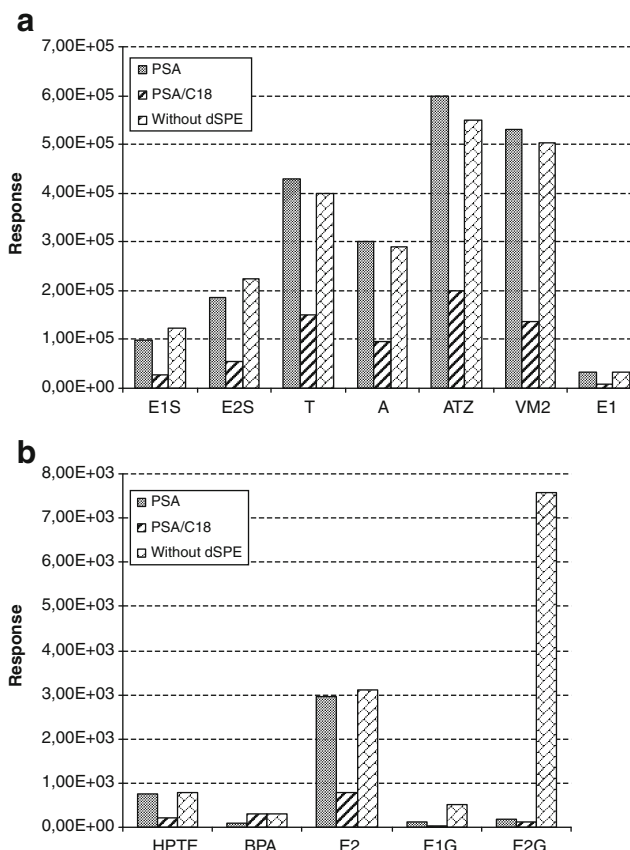 a
7,00E+05
6,00E+05
5,00E+05
4,00E+05
3,00E+05
2,00E+05
1,00E+05
0,00E+00
Response
PSA
PSA/C18
Without dSPE
E1S E2S T A ATZ VM2 E1
b
8,00E+03
7,00E+03
6,00E+03
5,00E+03
4,00E+03
3,00E+03
2,00E+03
1,00E+03
0,00E+00
Response
PSA
PSA/C18
Without dSPE
HPTE BPA E2 E1G E2G